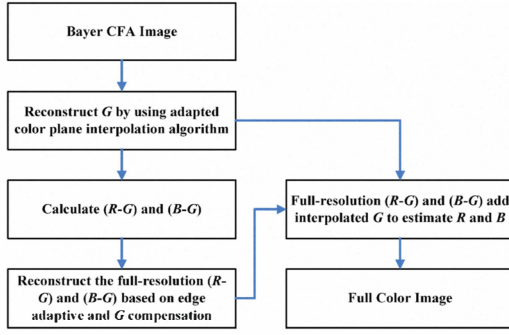 Bayer CFA Image
Reconstruct G by using adapted
color plane interpolation algorithm
Calculate (R-G) and (B-G)
Reconstruct the full-resolution (R-
G) and (B-G) based on edge
adaptive and G compensation
Full-resolution (R-G) and (B-G) add
interpolated G to estimate R and B
Full Color Image